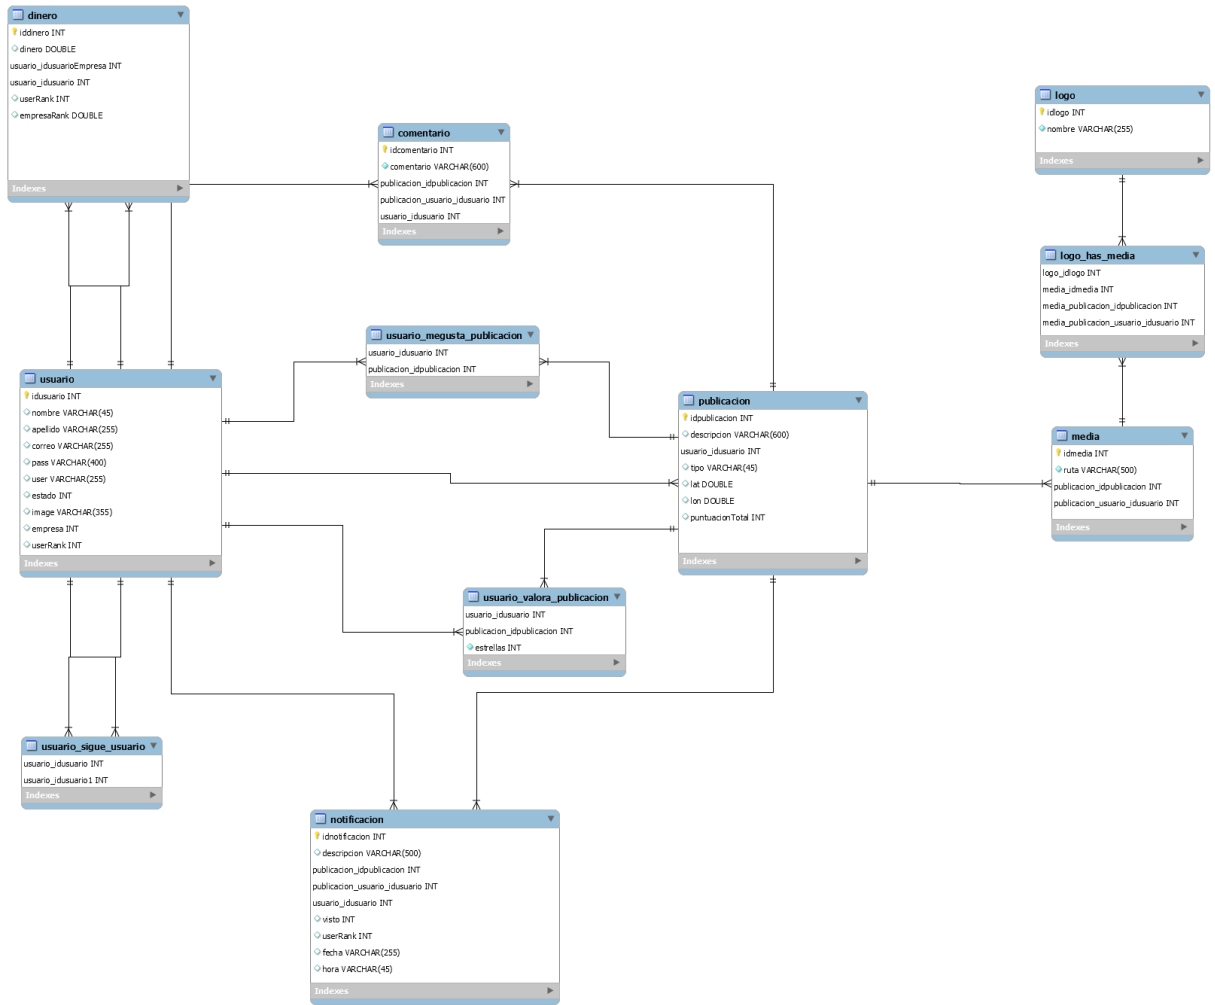 dinero
iddinero INT
dinero DOUBLE
usuario_idusuarioEmpresa INT
usuario_idusuario INT
userRank INT
empresaRank DOUBLE
Indexes
comentario
idcomentario INT
comentario VARCHAR(600)
publicacion_idpublicacion INT
publicacion_usuario_idusuario INT
usuario_idusuario INT
Indexes
logo
idlogo INT
nombre VARCHAR(255)
Indexes
logo_has_media
logo_idlogo INT
media_idmedia INT
media_publicacion_idpublicacion INT
media_publicacion_usuario_idusuario INT
Indexes
usuario_megusta_publicacion
usuario_idusuario INT
publicacion_idpublicacion INT
Indexes
usuario
idusuario INT
nombre VARCHAR(45)
apellido VARCHAR(255)
correo VARCHAR(255)
pass VARCHAR(400)
user VARCHAR(255)
estado INT
image VARCHAR(355)
empresa INT
userRank INT
Indexes
publicacion
idpublicacion INT
descripcion VARCHAR(600)
usuario_idusuario INT
tipo VARCHAR(45)
lat DOUBLE
lon DOUBLE
puntuacionTotal INT
Indexes
media
idmedia INT
ruta VARCHAR(500)
publicacion_idpublicacion INT
publicacion_usuario_idusuario INT
Indexes
usuario_valora_publicacion
usuario_idusuario INT
publicacion_idpublicacion INT
estrellas INT
Indexes
usuario_sigue_usuario
usuario_idusuario INT
usuario_idusuario1 INT
Indexes
notificacion
idnotificacion INT
descripcion VARCHAR(500)
publicacion_idpublicacion INT
publicacion_usuario_idusuario INT
usuario_idusuario INT
visto INT
userRank INT
fecha VARCHAR(255)
hora VARCHAR(45)
Indexes